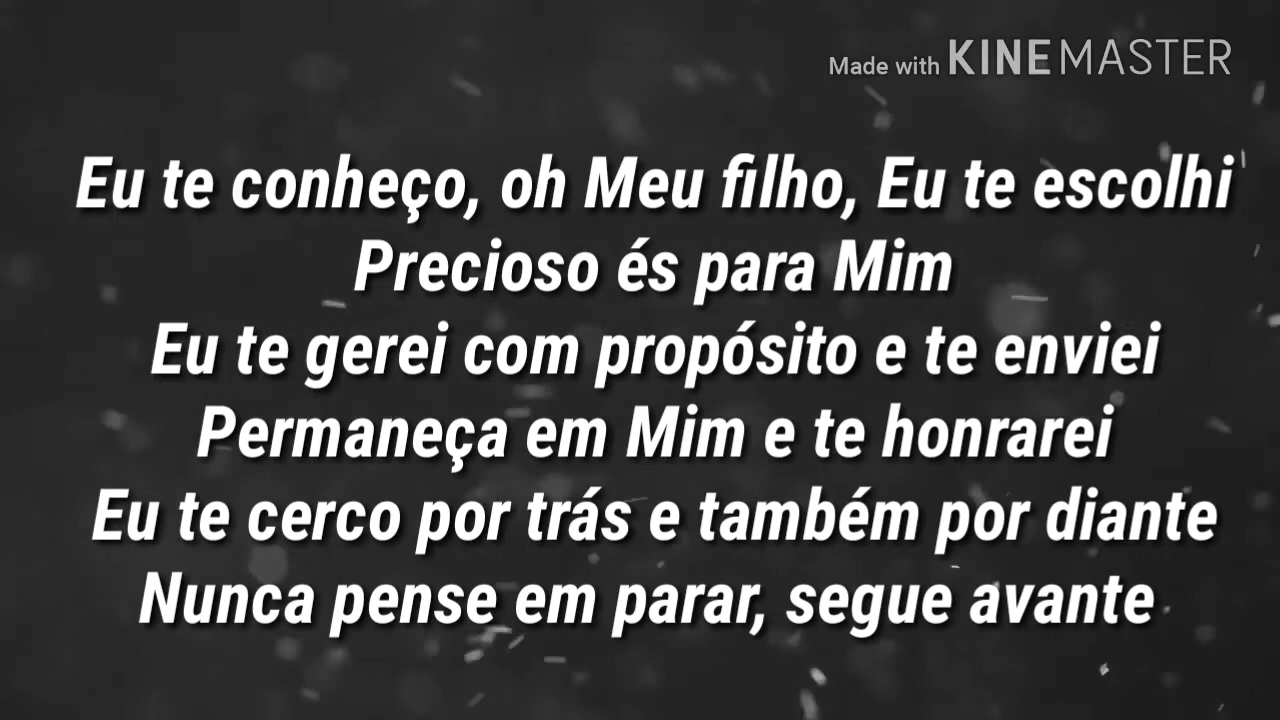 Made with KINEMASTER
Eu te conheço, oh Meu filho, Eu te escolhi
Precioso és para Mim
Eu te gerei com propósito e te enviei
Permaneça em Mim e te honrarei
Eu te cerco por trás e também por diante
Nunca pense em parar, segue avante